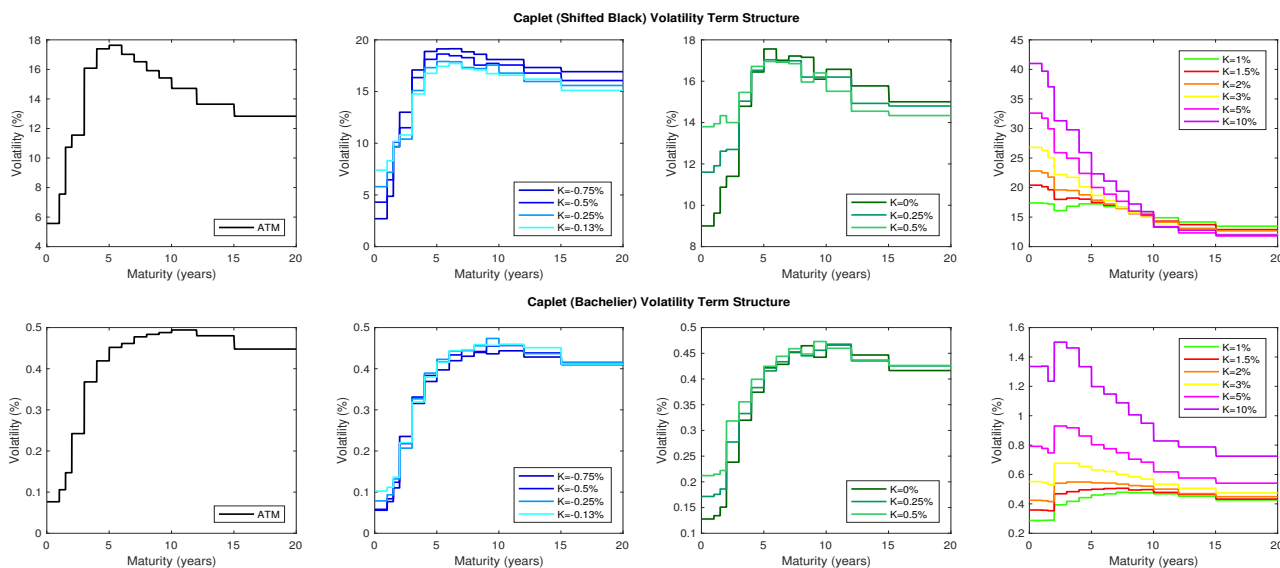 Caplet (Shifted Black) Volatility Term Structure
18
16
14
12
10
8
6
4
Volatility (%)
0 5 10 15 20
Maturity (years)
ATM
20
15
10
5
0
Volatility (%)
0 5 10 15 20
Maturity (years)
K=-0.75%
K=-0.5%
K=-0.25%
K=-0.13%
18
16
14
12
10
8
Volatility (%)
0 5 10 15 20
Maturity (years)
K=0%
K=0.25%
K=0.5%
45
40
35
30
25
20
15
10
Volatility (%)
0 5 10 15 20
Maturity (years)
K=1%
K=1.5%
K=2%
K=3%
K=5%
K=10%
Caplet (Bachelier) Volatility Term Structure
0.5
0.4
0.3
0.2
0.1
0
Volatility (%)
0 5 10 15 20
Maturity (years)
ATM
0.5
0.4
0.3
0.2
0.1
0
Volatility (%)
0 5 10 15 20
Maturity (years)
K=-0.75%
K=-0.5%
K=-0.25%
K=-0.13%
0.5
0.45
0.4
0.35
0.3
0.25
0.2
0.15
0.1
Volatility (%)
0 5 10 15 20
Maturity (years)
K=0%
K=0.25%
K=0.5%
1.6
1.4
1.2
1
0.8
0.6
0.4
0.2
Volatility (%)
0 5 10 15 20
Maturity (years)
K=1%
K=1.5%
K=2%
K=3%
K=5%
K=10%